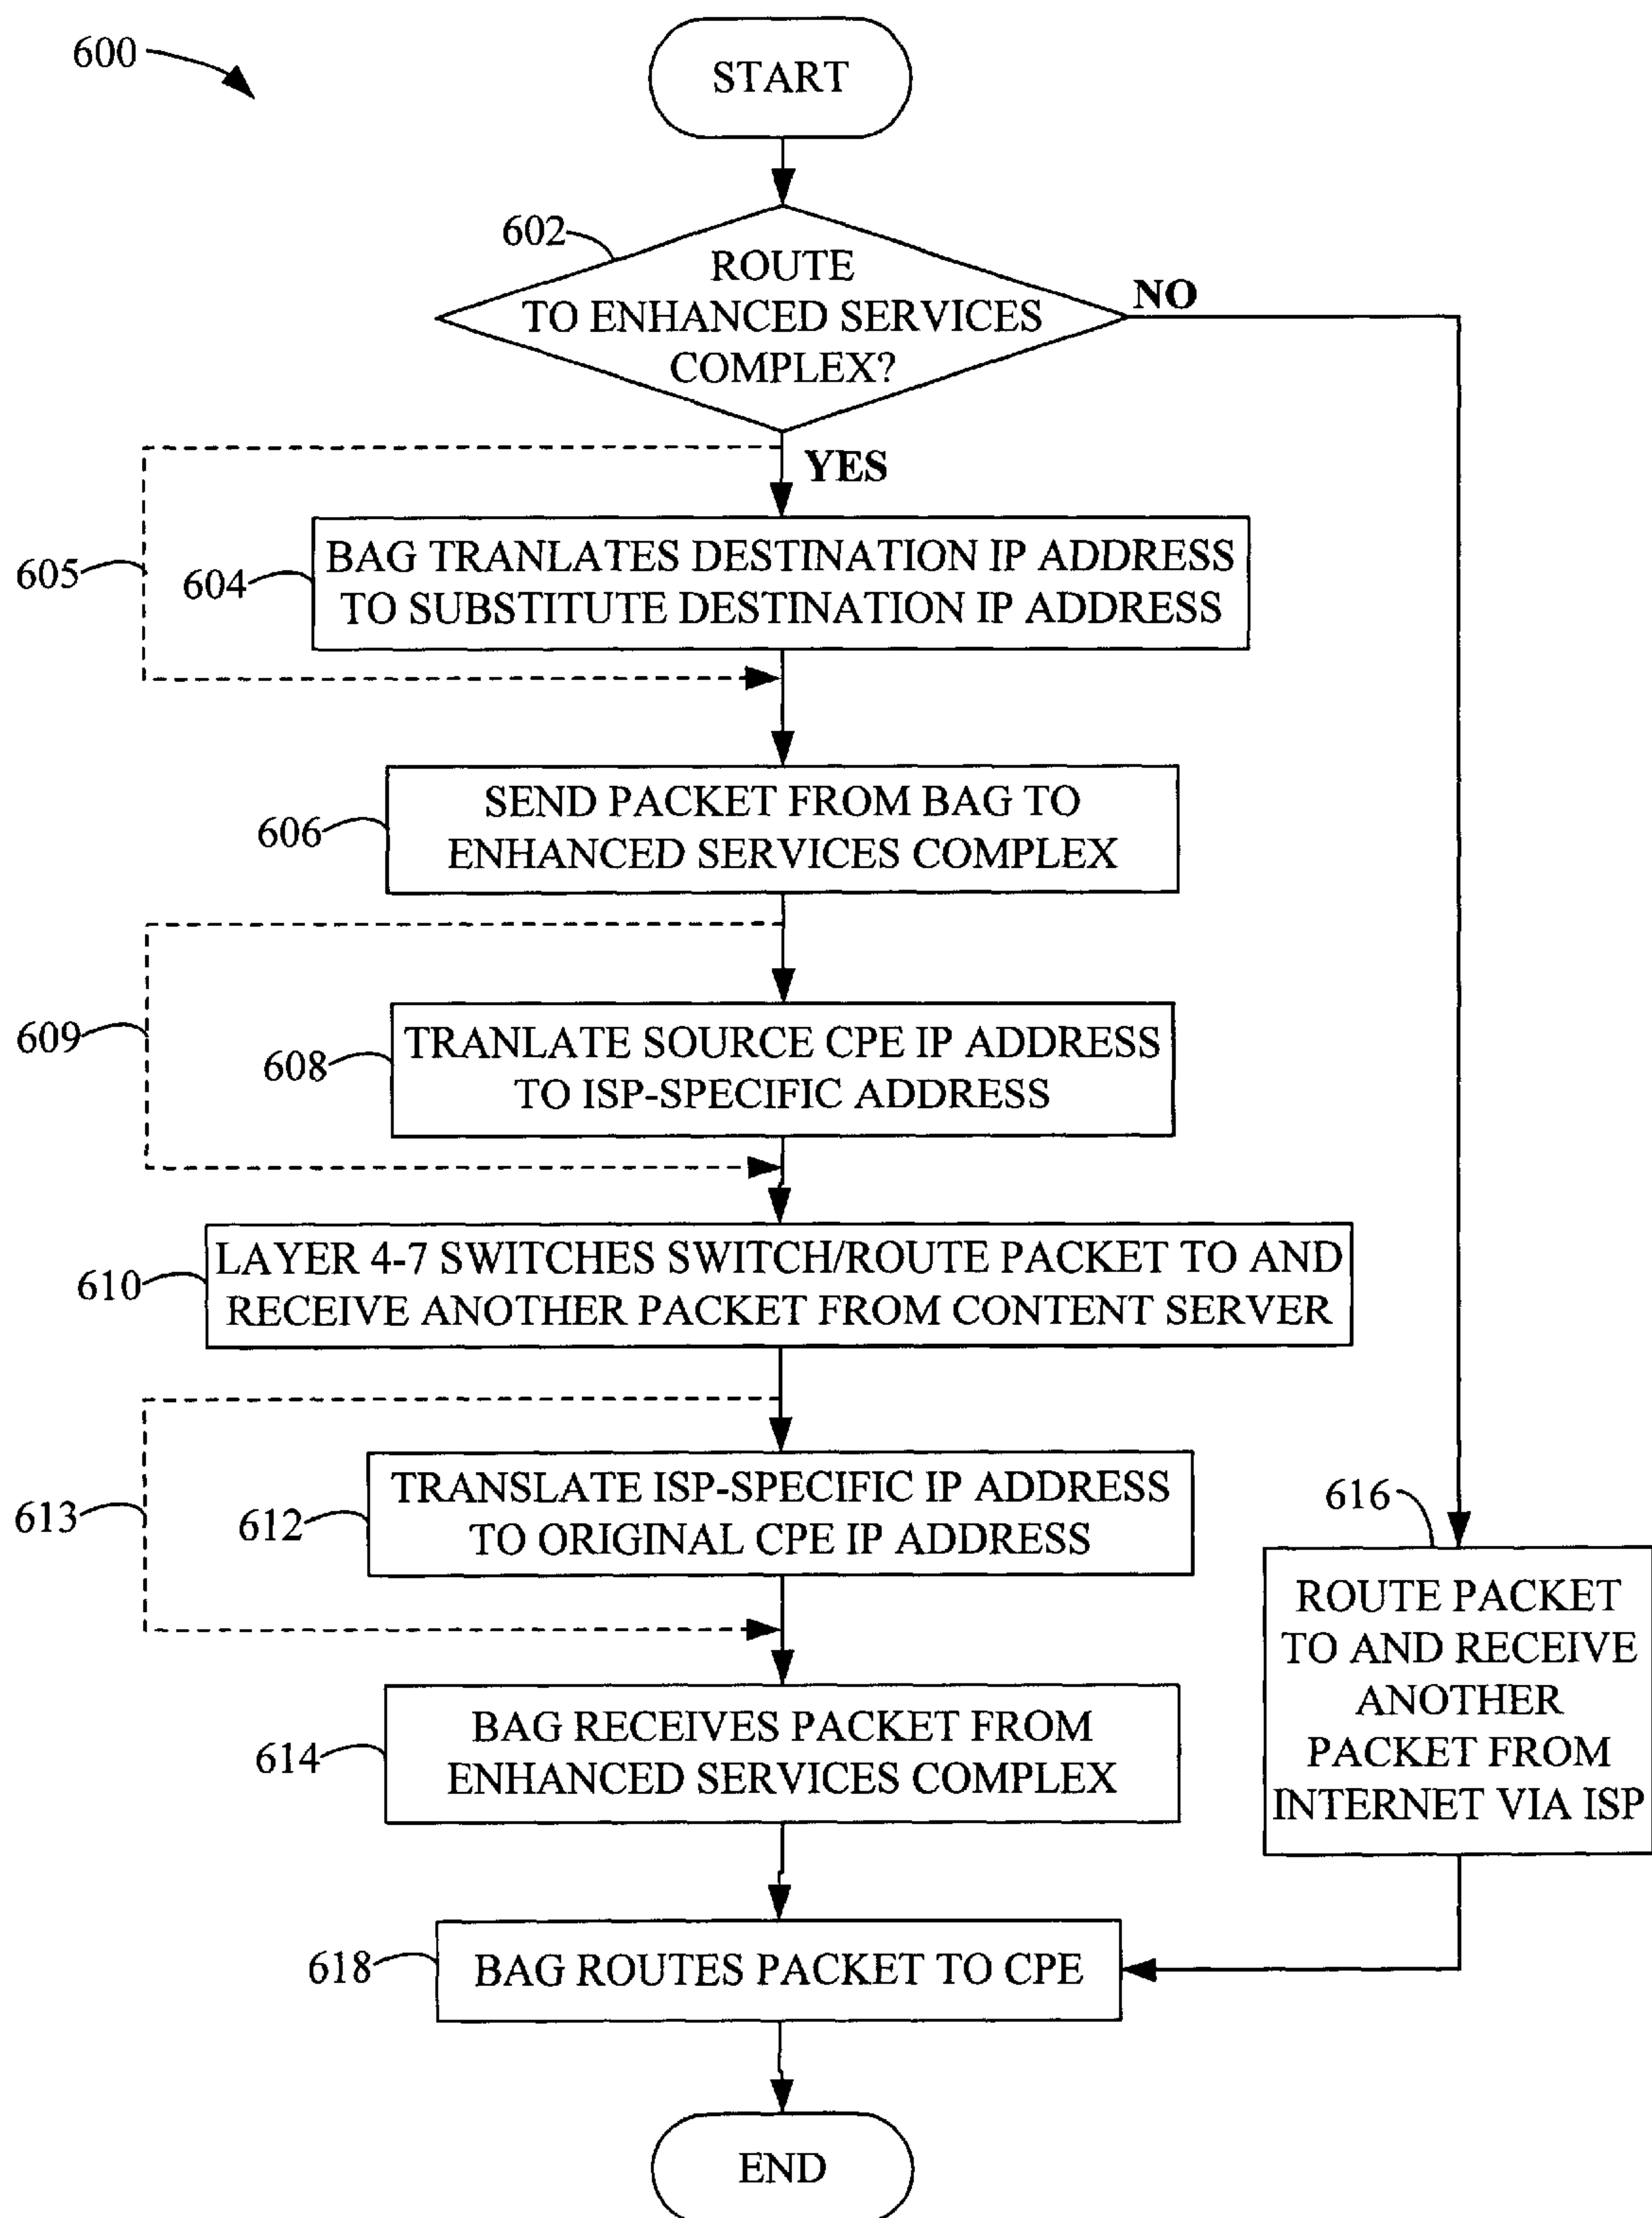 600
START
602
ROUTE
TO ENHANCED SERVICES
COMPLEX?
NO
YES
605
604
BAG TRANLATES DESTINATION IP ADDRESS
TO SUBSTITUTE DESTINATION IP ADDRESS
606
SEND PACKET FROM BAG TO
ENHANCED SERVICES COMPLEX
609
608
TRANLATE SOURCE CPE IP ADDRESS
TO ISP-SPECIFIC ADDRESS
610
LAYER 4-7 SWITCHES SWITCH/ROUTE PACKET TO AND
RECEIVE ANOTHER PACKET FROM CONTENT SERVER
613
612
TRANSLATE ISP-SPECIFIC IP ADDRESS
TO ORIGINAL CPE IP ADDRESS
616
ROUTE PACKET
TO AND RECEIVE
ANOTHER
PACKET FROM
INTERNET VIA ISP
614
BAG RECEIVES PACKET FROM
ENHANCED SERVICES COMPLEX
618
BAG ROUTES PACKET TO CPE
END